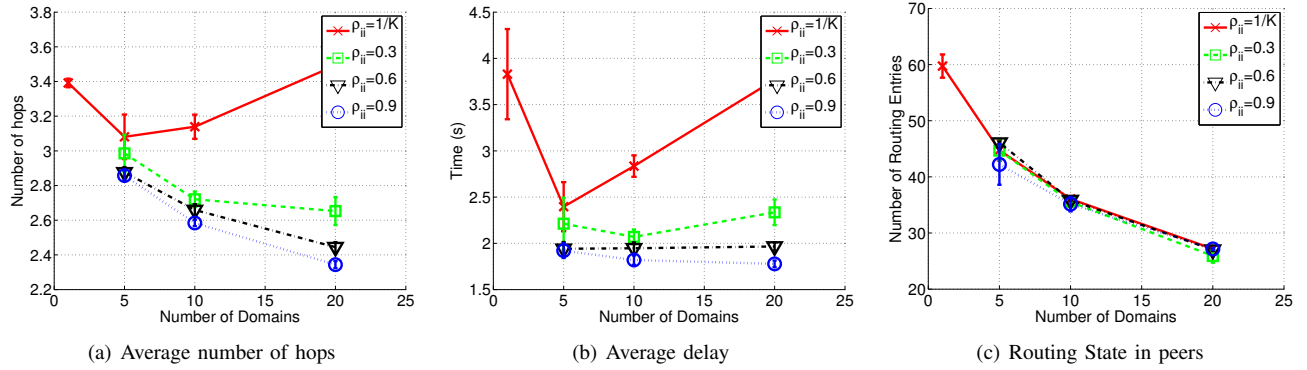 3.8
3.6
3.4
3.2
3
2.8
2.6
2.4
2.2
0 5 10 15 20 25
Number of hops
Number of Domains
ρii=1/K
ρii=0.3
ρii=0.6
ρii=0.9
(a) Average number of hops
4.5
4
3.5
3
2.5
2
1.5
0 5 10 15 20 25
Time (s)
Number of Domains
ρii=1/K
ρii=0.3
ρii=0.6
ρii=0.9
(b) Average delay
70
60
50
40
30
20
0 5 10 15 20 25
Number of Routing Entries
Number of Domains
ρii=1/K
ρii=0.3
ρii=0.6
ρii=0.9
(c) Routing State in peers